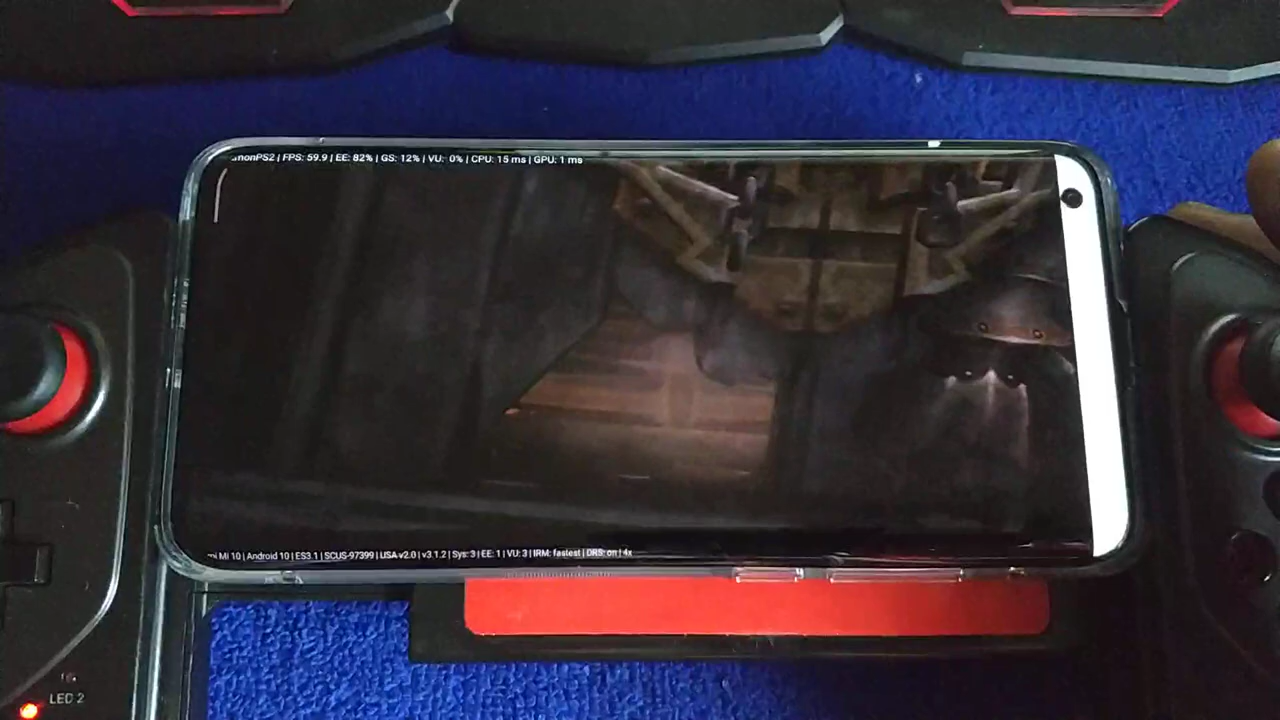 monPS2 | FPS: 59.9 | EE: 82% | GS: 12% | VU: 0% | CPU: 15 ms | GPU: 1 ms
mi Mi 10 | Android 10 | ES3.1 | SCUS-97399 | USA v2.0 | v3.1.2 | Sys: 3 | EE: 1 | VU: 3 | IRM: fastest | DRS: on | 4x
LED 2